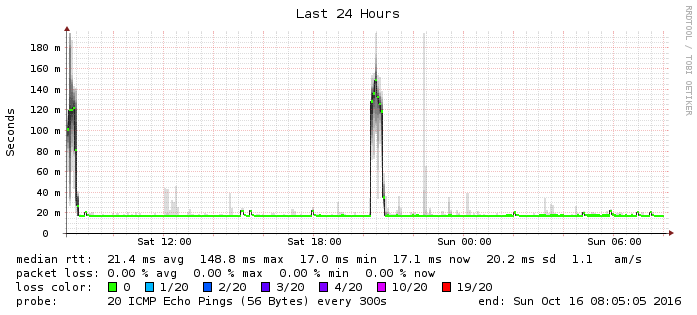 Last 24 Hours
RRDTOOL / TOBI OETIKER
Seconds
180 m
160 m
140 m
120 m
100 m
80 m
60 m
40 m
20 m
0
Sat 12:00 Sat 18:00 Sun 00:00 Sun 06:00
median rtt: 21.4 ms avg 148.8 ms max 17.0 ms min 17.1 ms now 20.2 ms sd 1.1 am/s
packet loss: 0.00 % avg 0.00 % max 0.00 % min 0.00 % now
loss color: 0 1/20 2/20 3/20 4/20 10/20 19/20
probe: 20 ICMP Echo Pings (56 Bytes) every 300s end: Sun Oct 16 08:05:05 2016